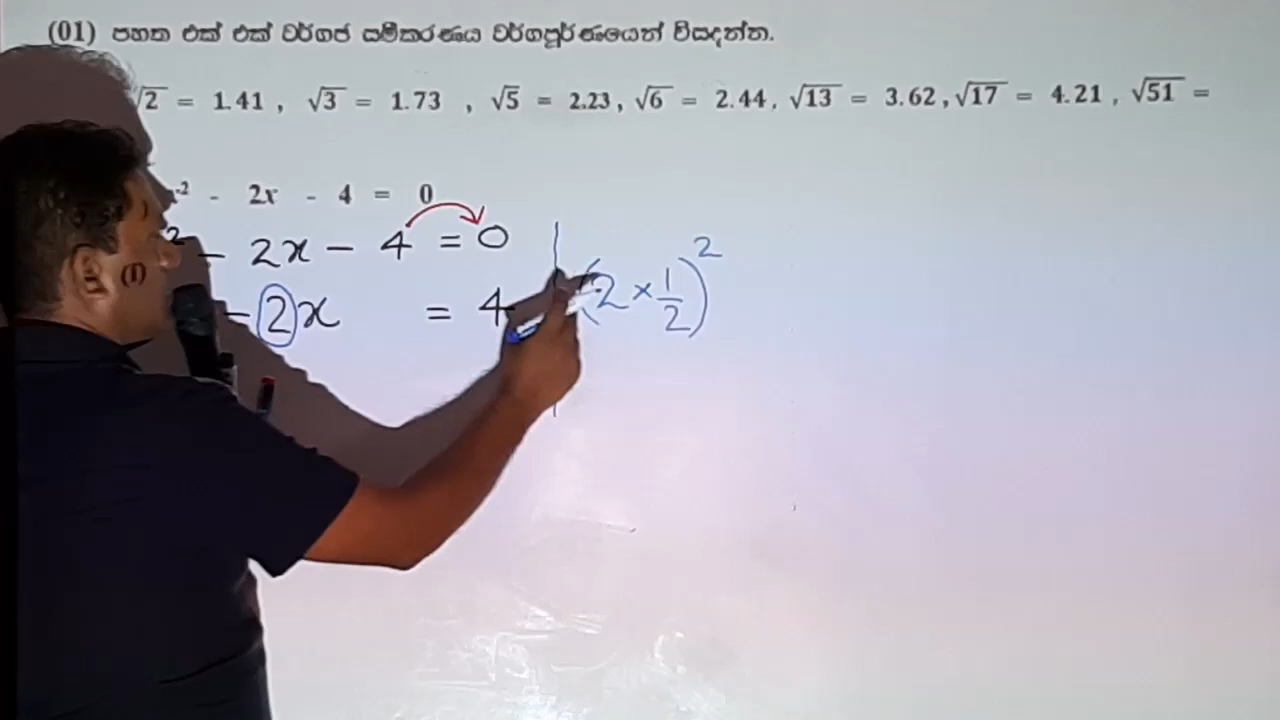 (01) පහත එක් එක් වර්ගජ සමීකරණය වර්ගපූර්ණයෙන් විසඳන්න.
√2 = 1.41 , √3 = 1.73 , √5 = 2.23, √6 = 2.44, √13 = 3.62, √17 = 4.21 , √51 =
² - 2x - 4 = 0
² - 2x - 4 = 0
(I)
- 2x = 4
(2 × 1/2)²